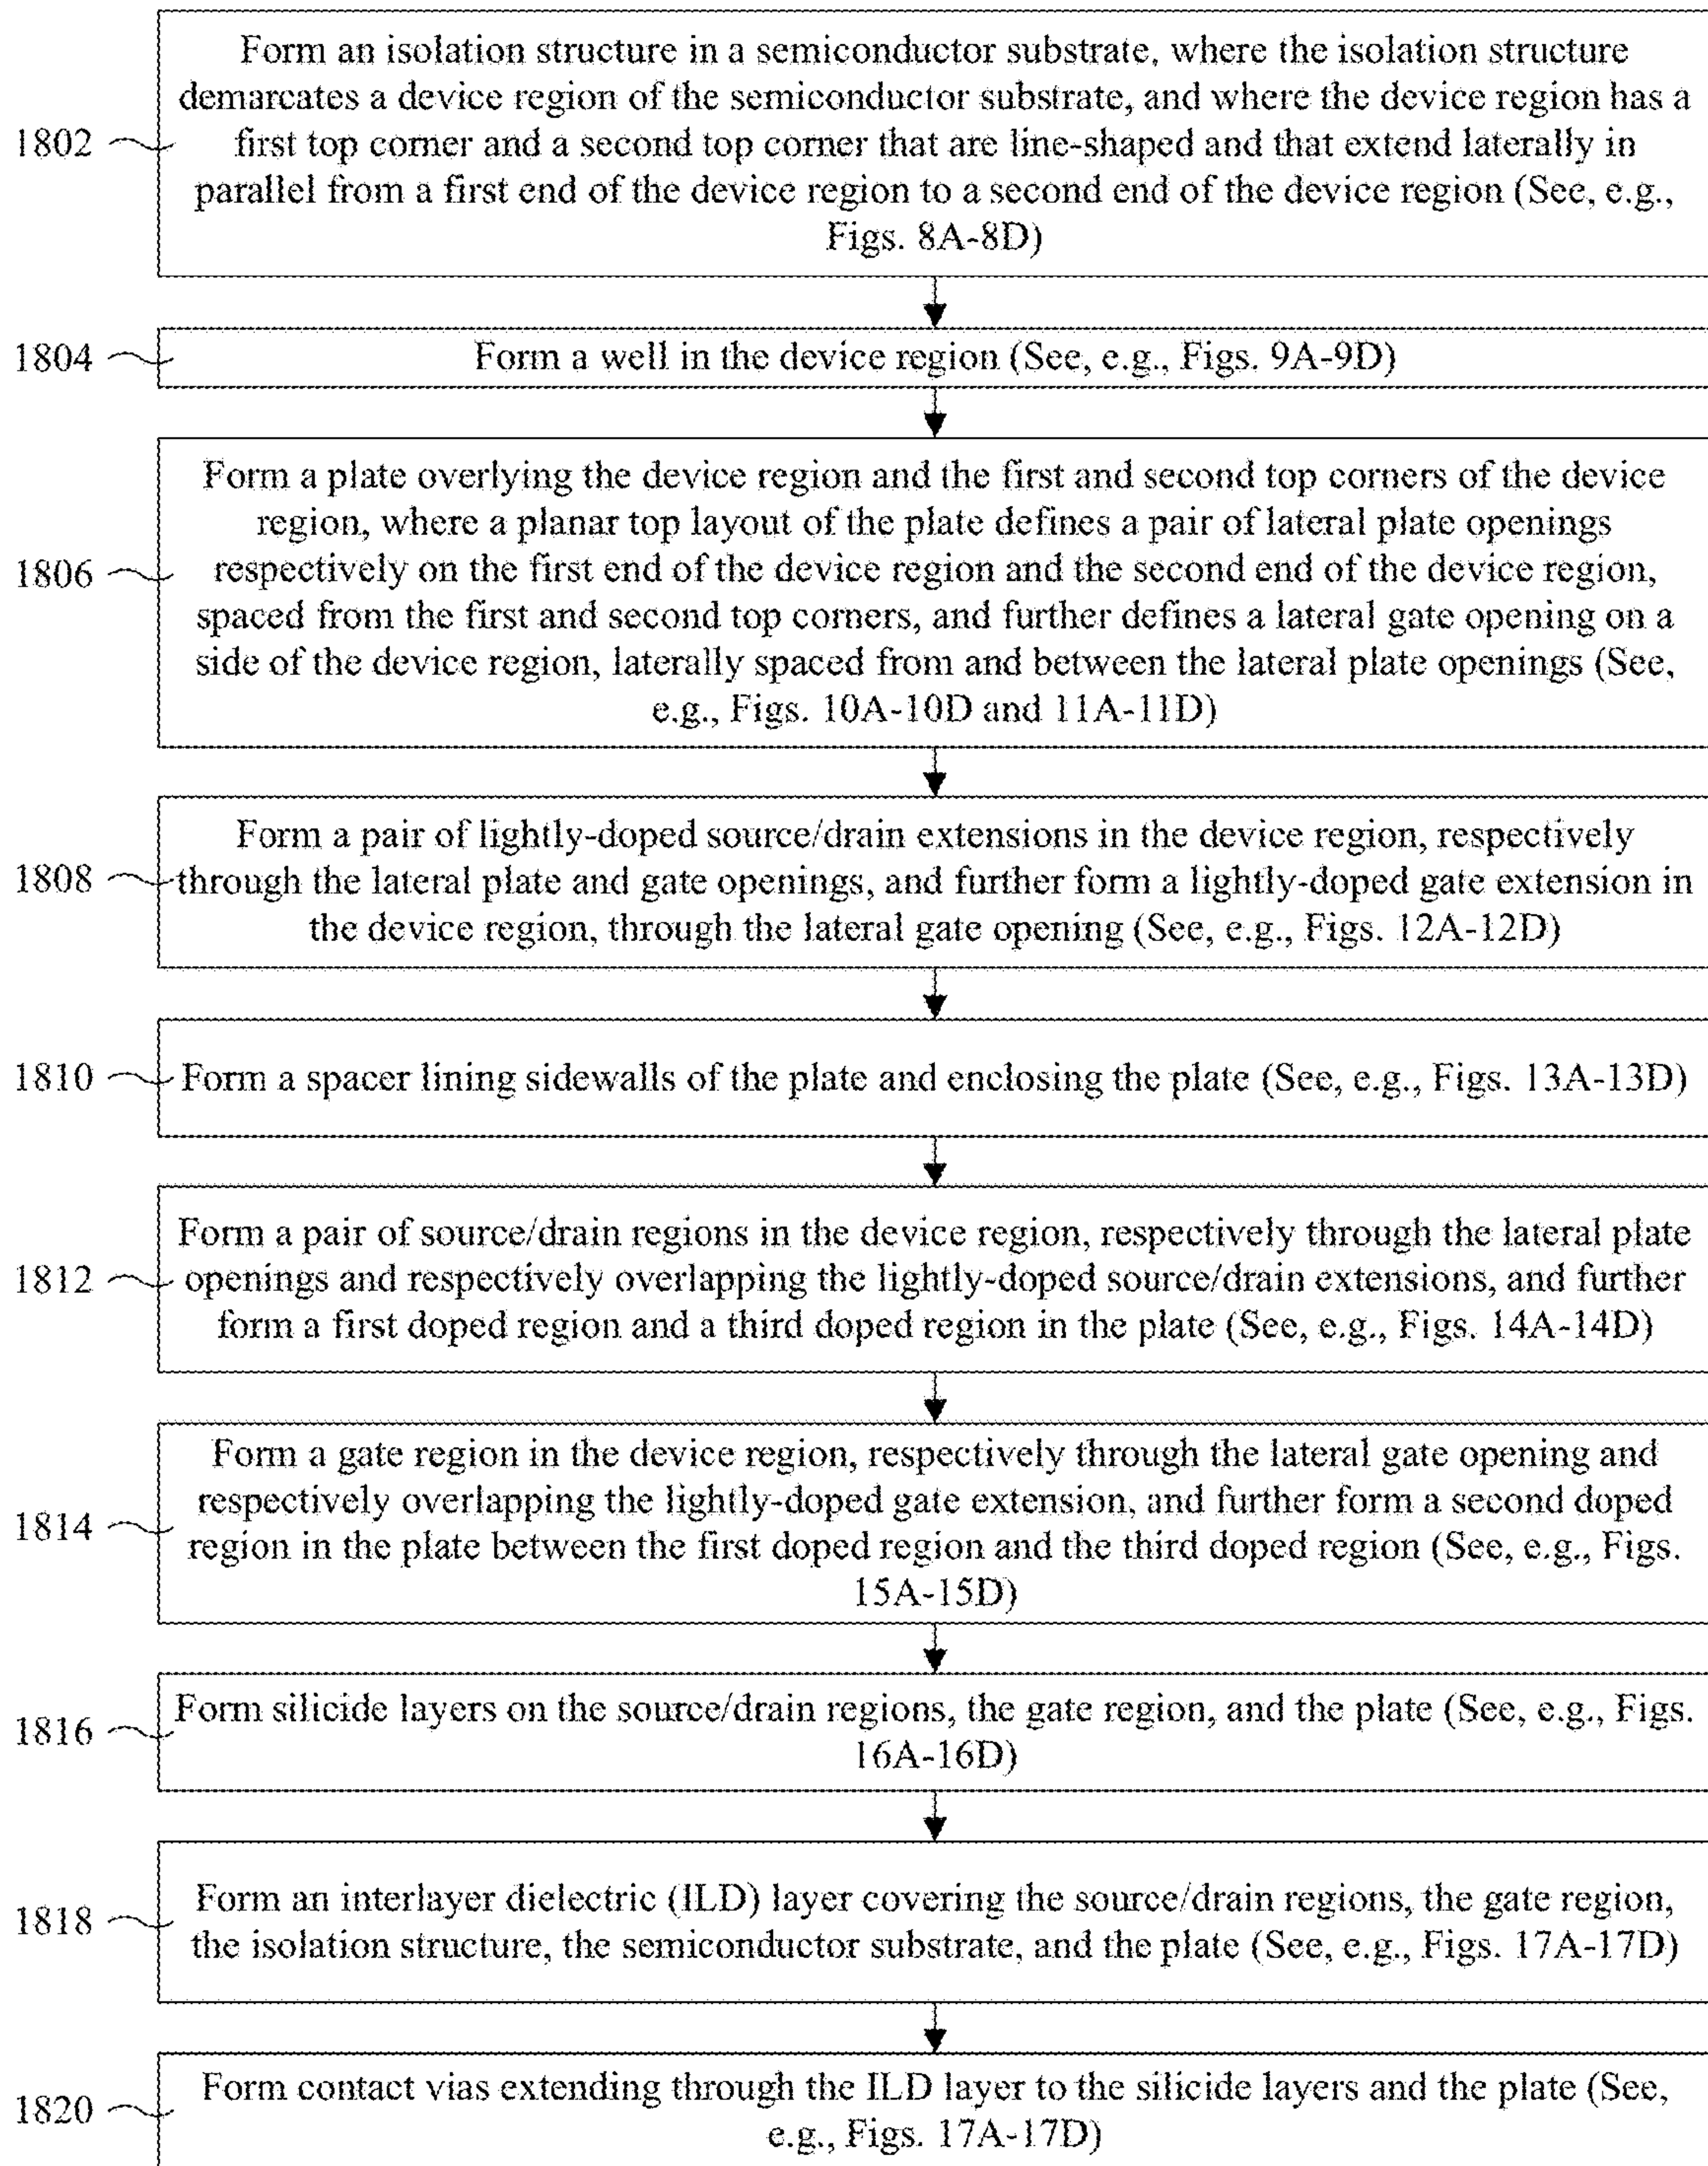 Form an isolation structure in a semiconductor substrate, where the isolation structure
demarcates a device region of the semiconductor substrate, and where the device region has a
1802
first top corner and a second top corner that are line-shaped and that extend laterally in
parallel from a first end of the device region to a second end of the device region (See, e.g.,
Figs. 8A-8D)
1804
Form a well in the device region (See, e.g., Figs. 9A-9D)
Form a plate overlying the device region and the first and second top corners of the device
region, where a planar top layout of the plate defines a pair of lateral plate openings
1806
respectively on the first end of the device region and the second end of the device region,
spaced from the first and second top corners, and further defines a lateral gate opening on a
side of the device region, laterally spaced from and between the lateral plate openings (See,
e.g., Figs. 10A-10D and 11A-11D)
Form a pair of lightly-doped source/drain extensions in the device region, respectively
1808
through the lateral plate and gate openings, and further form a lightly-doped gate extension in
the device region, through the lateral gate opening (See, e.g., Figs. 12A-12D)
1810
Form a spacer lining sidewalls of the plate and enclosing the plate (See, e.g., Figs. 13A-13D)
Form a pair of source/drain regions in the device region, respectively through the lateral plate
1812
openings and respectively overlapping the lightly-doped source/drain extensions, and further
form a first doped region and a third doped region in the plate (See, e.g., Figs. 14A-14D)
Form a gate region in the device region, respectively through the lateral gate opening and
respectively overlapping the lightly-doped gate extension, and further form a second doped
1814
region in the plate between the first doped region and the third doped region (See, e.g., Figs.
15A-15D)
Form silicide layers on the source/drain regions, the gate region, and the plate (See, e.g., Figs.
1816
16A-16D)
Form an interlayer dielectric (ILD) layer covering the source/drain regions, the gate region,
1818
the isolation structure, the semiconductor substrate, and the plate (See, e.g., Figs. 17A-17D)
Form contact vias extending through the ILD layer to the silicide layers and the plate (See,
1820
e.g., Figs. 17A-17D)